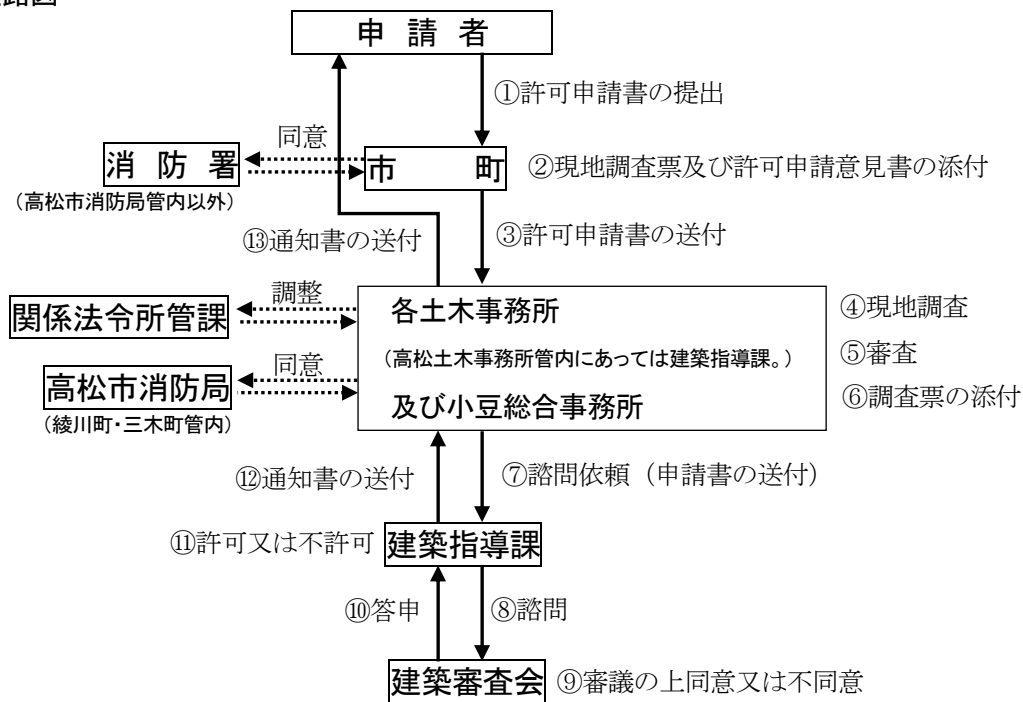 申 請 者
①許可申請書の提出
同意
消 防 署
市 町
②現地調査票及び許可申請意見書の添付
(高松市消防局管内以外)
⑬通知書の送付
③許可申請書の送付
調整
関係法令所管課
各土木事務所
④現地調査
(高松土木事務所管内にあっては建築指導課。)
⑤審査
同意
高松市消防局
及び小豆総合事務所
⑥調査票の添付
(綾川町・三木町管内)
⑫通知書の送付
⑦諮問依頼（申請書の送付）
⑪許可又は不許可
建築指導課
⑩答申
⑧諮問
建築審査会
⑨審議の上同意又は不同意